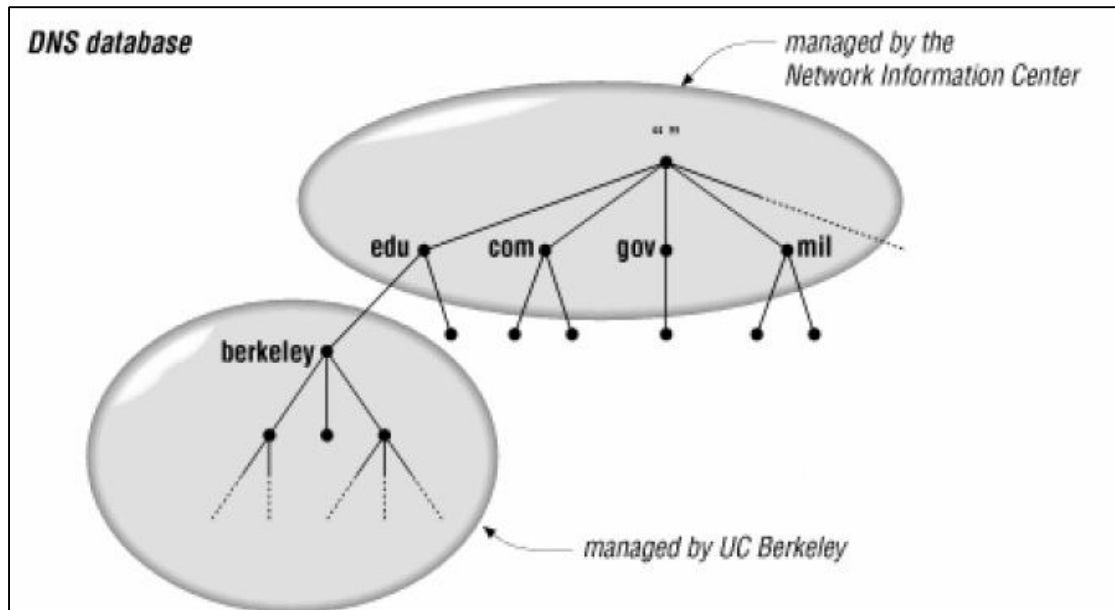 DNS database
managed by the
Network Information Center
" "
edu com gov mil
berkeley
managed by UC Berkeley